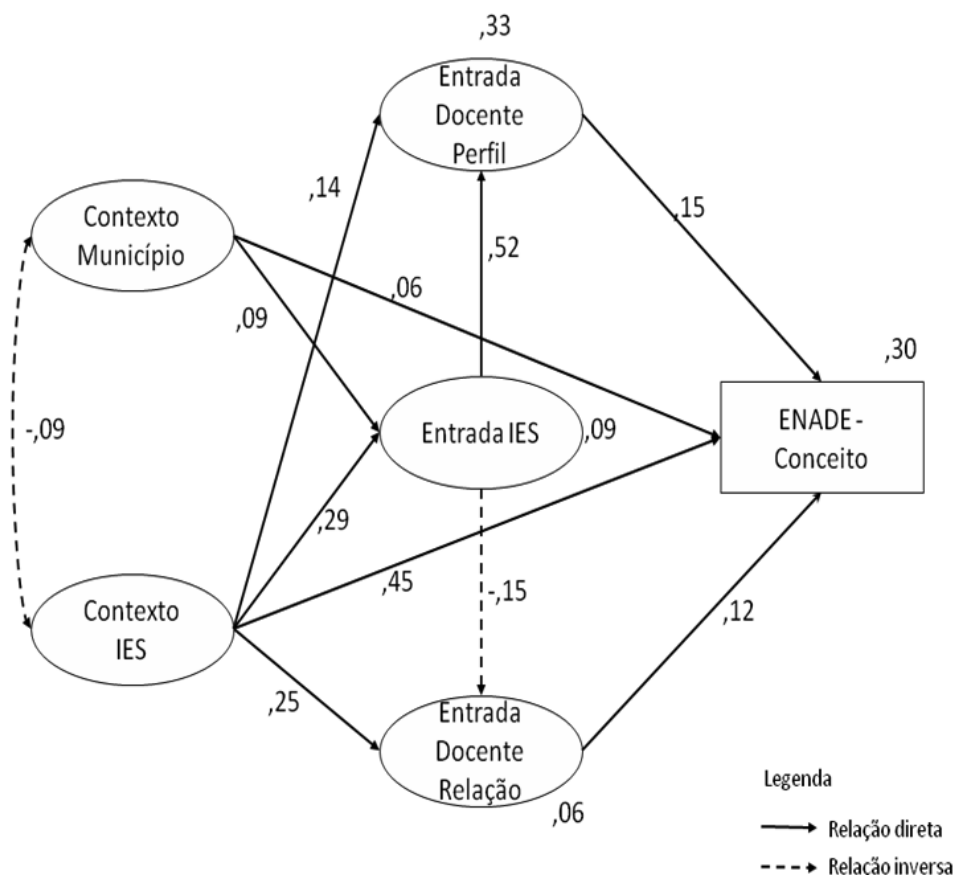 ,33
Entrada
Docente
Perfil
,14
,15
Contexto
Município
,52
,06
,09
,30
-,09
Entrada IES
,09
ENADE -
Conceito
,29
,45
-,15
Contexto
IES
,12
,25
Entrada
Docente
Relação
,06
Legenda
Relação direta
Relação inversa